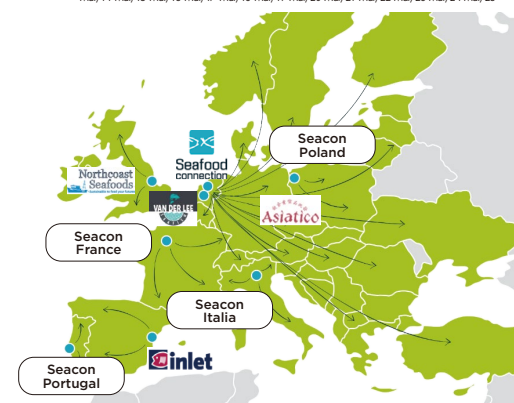 Seafood
connection
Seacon
Poland
Northcoast
Seafoods
VAN DER LEE
Asiatico
Seacon
France
Seacon
Italia
inlet
Seacon
Portugal